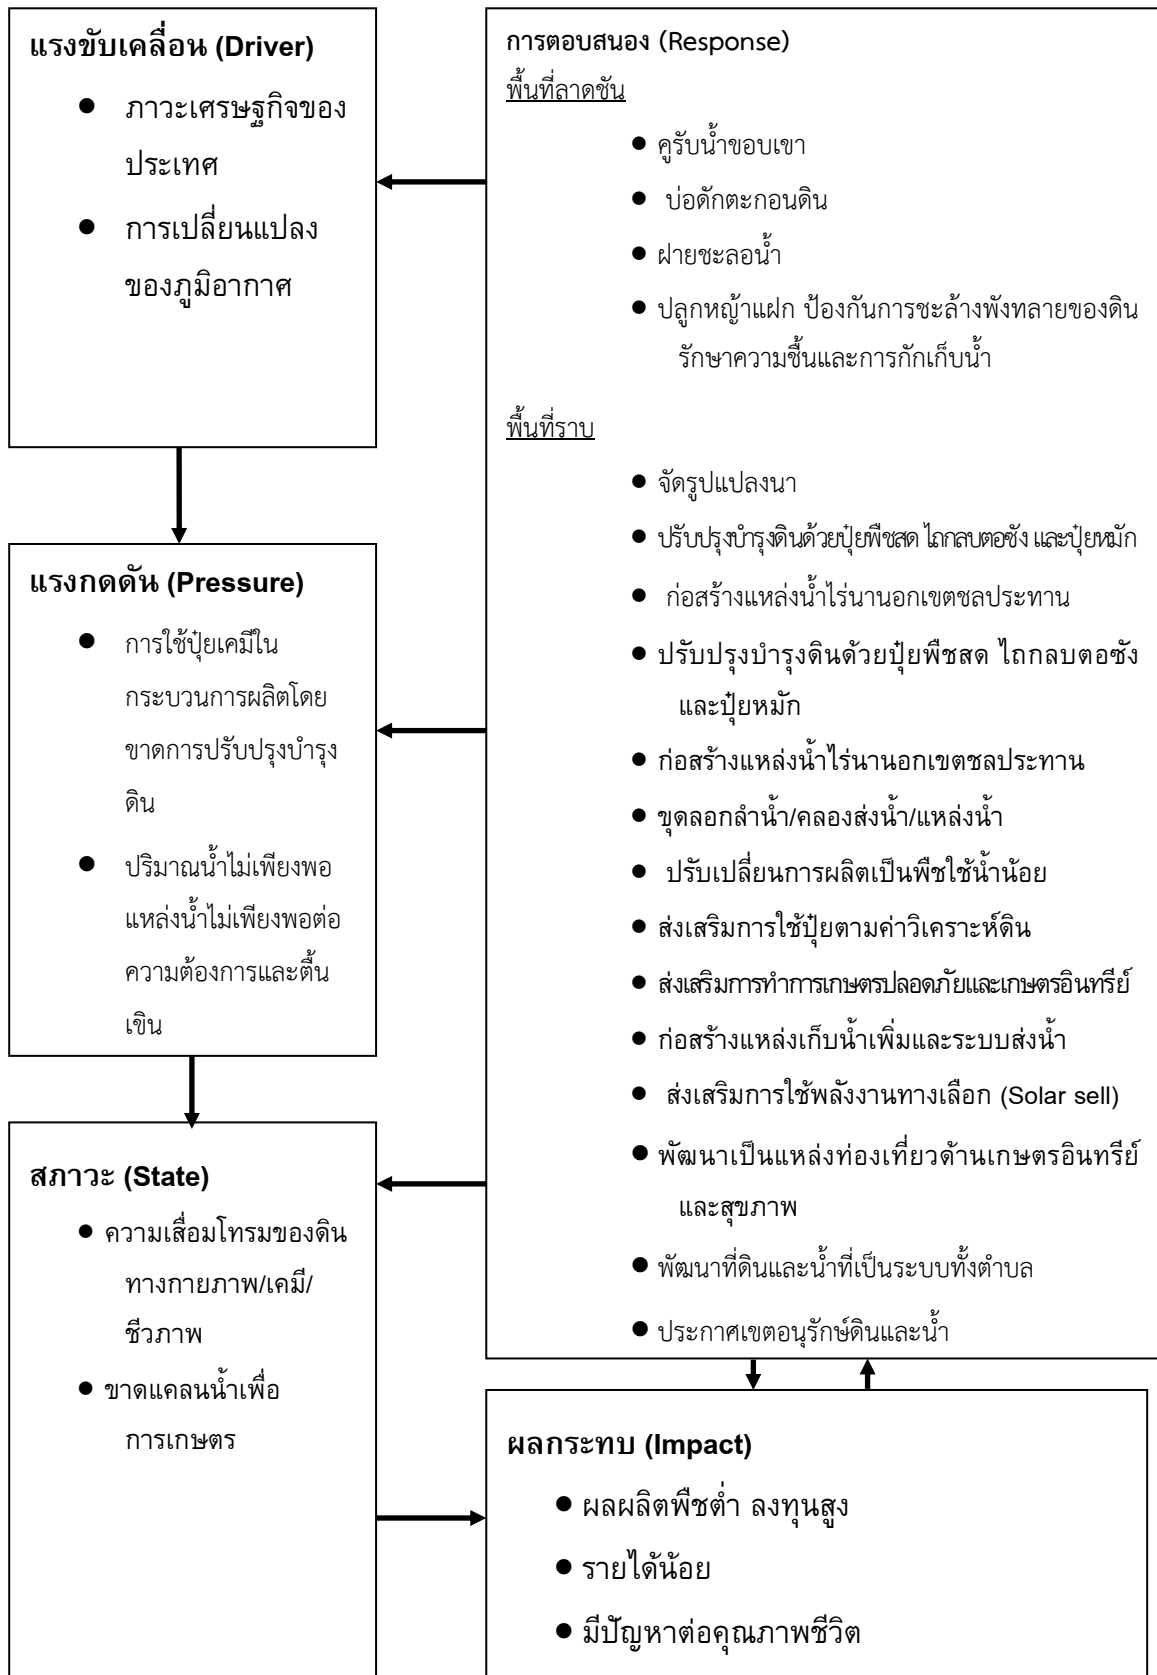 แรงขับเคลื่อน (Driver)
● ภาวะเศรษฐกิจของ
ประเทศ
● การเปลี่ยนแปลง
ของภูมิอากาศ
แรงกดดัน (Pressure)
● การใช้ปุ๋ยเคมีใน
กระบวนการผลิตโดย
ขาดการปรับปรุงบำรุง
ดิน
● ปริมาณน้ำไม่เพียงพอ
แหล่งน้ำไม่เพียงพอต่อ
ความต้องการและตื้น
เขิน
สภาวะ (State)
● ความเสื่อมโทรมของดิน
ทางกายภาพ/เคมี/
ชีวภาพ
● ขาดแคลนน้ำเพื่อ
การเกษตร
การตอบสนอง (Response)
พื้นที่ลาดชัน
● คูรับน้ำขอบเขา
● บ่อดักตะกอนดิน
● ฝายชะลอน้ำ
● ปลูกหญ้าแฝก ป้องกันการชะล้างพังทลายของดิน
รักษาความชื้นและการกักเก็บน้ำ
พื้นที่ราบ
● จัดรูปแปลงนา
● ปรับปรุงบำรุงดินด้วยปุ๋ยพืชสด ไถกลบตอซัง และปุ๋ยหมัก
● ก่อสร้างแหล่งน้ำไร่นานอกเขตชลประทาน
● ปรับปรุงบำรุงดินด้วยปุ๋ยพืชสด ไถกลบตอซัง
และปุ๋ยหมัก
● ก่อสร้างแหล่งน้ำไร่นานอกเขตชลประทาน
● ขุดลอกลำน้ำ/คลองส่งน้ำ/แหล่งน้ำ
● ปรับเปลี่ยนการผลิตเป็นพืชใช้น้ำน้อย
● ส่งเสริมการใช้ปุ๋ยตามค่าวิเคราะห์ดิน
● ส่งเสริมการทำการเกษตรปลอดภัยและเกษตรอินทรีย์
● ก่อสร้างแหล่งเก็บน้ำเพิ่มและระบบส่งน้ำ
● ส่งเสริมการใช้พลังงานทางเลือก (Solar sell)
● พัฒนาเป็นแหล่งท่องเที่ยวด้านเกษตรอินทรีย์
และสุขภาพ
● พัฒนาที่ดินและน้ำที่เป็นระบบทั้งตำบล
● ประกาศเขตอนุรักษ์ดินและน้ำ
ผลกระทบ (Impact)
● ผลผลิตพืชต่ำ ลงทุนสูง
● รายได้น้อย
● มีปัญหาต่อคุณภาพชีวิต